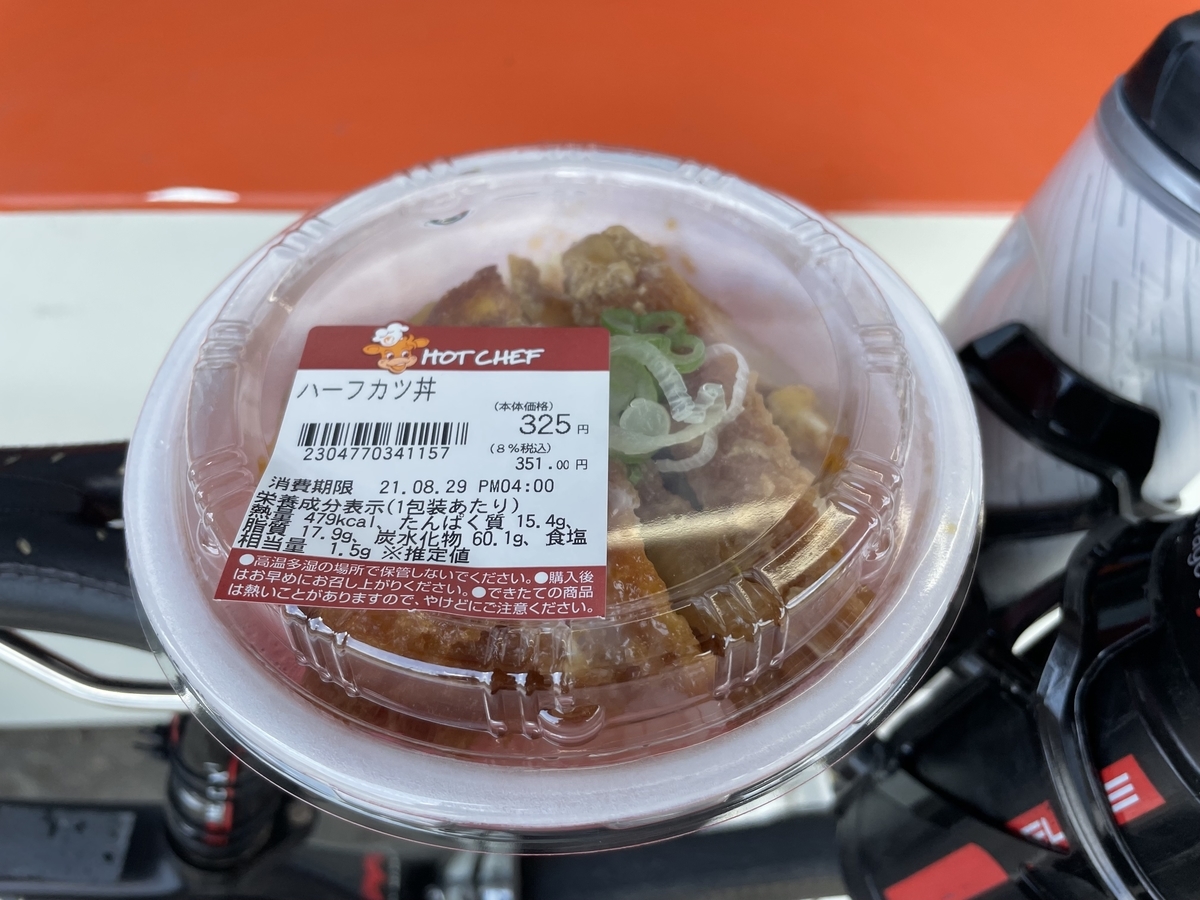 HOT CHEF
ハーフカツ丼
(本体価格)
325円
2304770341157
(8%税込)
351.00円
消費期限 21.08.29 PM04:00
栄養成分表示(1包装あたり)
熱量 479kcal、たんぱく質 15.4g、
脂質 17.9g、炭水化物 60.1g、食塩
相当量 1.5g ※推定値
●高温多湿の場所で保管しないでください。●購入後
はお早めにお召し上がりください。●できたての商品
は熱いことがありますので、やけどにご注意ください。